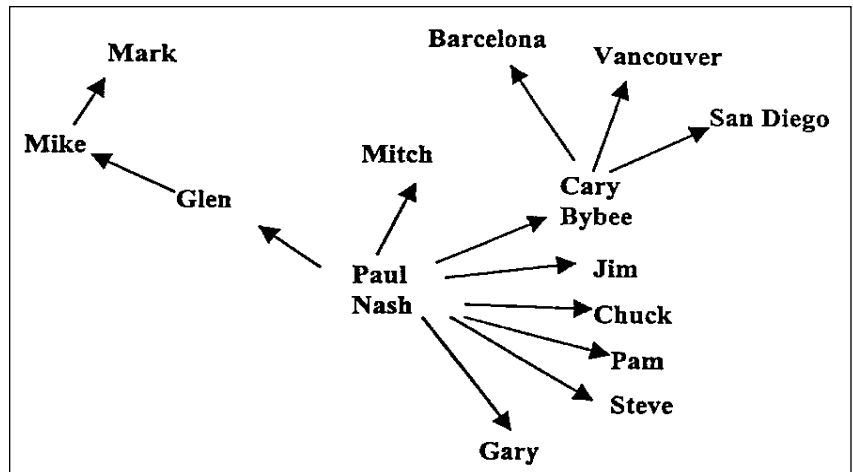 Barcelona
Mark
Vancouver
San Diego
Mike
Mitch
Glen
Cary
Bybee
Paul
Nash
Jim
Chuck
Pam
Steve
Gary